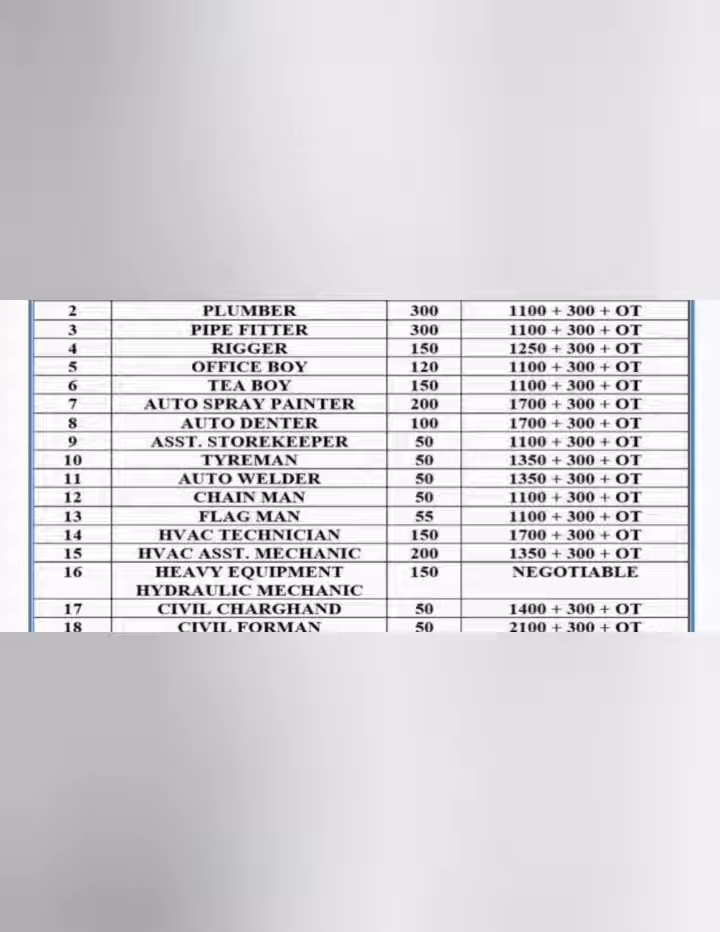 2 PLUMBER 300 1100 + 300 + OT
3 PIPE FITTER 300 1100 + 300 + OT
4 RIGGER 150 1250 + 300 + OT
5 OFFICE BOY 120 1100 + 300 + OT
6 TEA BOY 150 1100 + 300 + OT
7 AUTO SPRAY PAINTER 200 1700 + 300 + OT
8 AUTO DENTER 100 1700 + 300 + OT
9 ASST. STOREKEEPER 50 1100 + 300 + OT
10 TYREMAN 50 1350 + 300 + OT
11 AUTO WELDER 50 1350 + 300 + OT
12 CHAIN MAN 50 1100 + 300 + OT
13 FLAG MAN 55 1100 + 300 + OT
14 HVAC TECHNICIAN 150 1700 + 300 + OT
15 HVAC ASST. MECHANIC 200 1350 + 300 + OT
16 HEAVY EQUIPMENT 150 NEGOTIABLE
HYDRAULIC MECHANIC
17 CIVIL CHARGHAND 50 1400 + 300 + OT
18 CIVIL FORMAN 50 2100 + 300 + OT